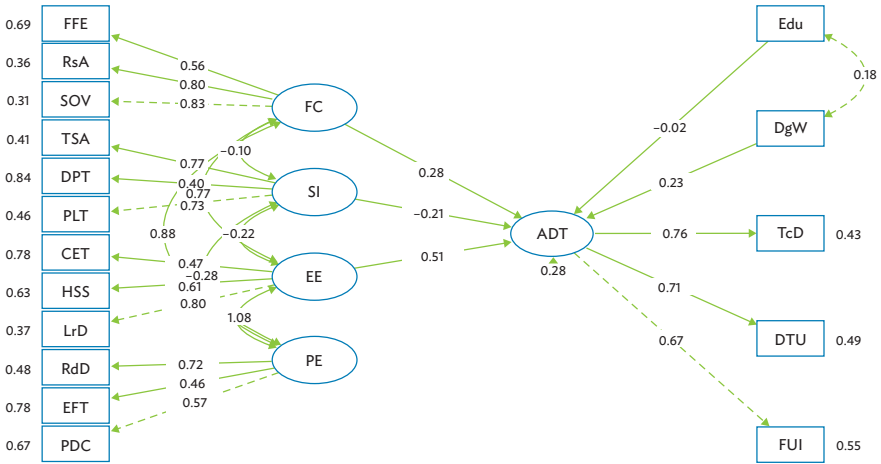 0.69 FFE
0.36 RsA
0.31 SOV
0.41 TSA
0.84 DPT
0.46 PLT
0.78 CET
0.63 HSS
0.37 LrD
0.48 RdD
0.78 EFT
0.67 PDC
0.56
0.80
0.83
–0.10
0.77
0.40
0.77
0.73
0.88
–0.22
0.47
–0.28
0.61
0.80
1.08
0.72
0.46
0.57
FC
SI
EE
PE
0.28
–0.21
0.51
ADT
0.28
Edu
0.18
–0.02
DgW
0.23
0.76
TcD 0.43
0.71
DTU 0.49
0.67
FUI 0.55